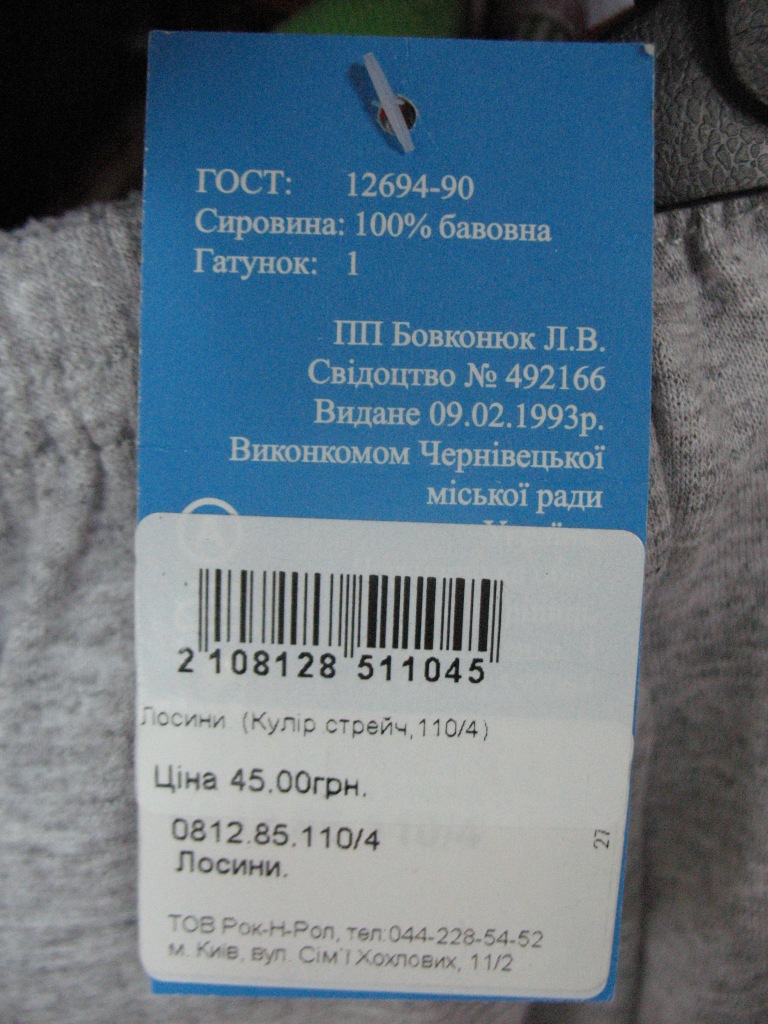 ГОСТ: 12694-90
Сировина: 100% бавовна
Гатунок: 1
ПП Бовконюк Л.В.
Свідоцтво № 492166
Видане 09.02.1993р.
Виконкомом Чернівецької
міської ради
2 108128 511045
Лосини. (Кулір стрейч,110/4)
Ціна 45.00грн.
0812.85.110/4
27
Лосини.
ТОВ Рок-Н-Рол, тел:044-228-54-52
м. Київ, вул. Сім'ї Хохлових, 11/2